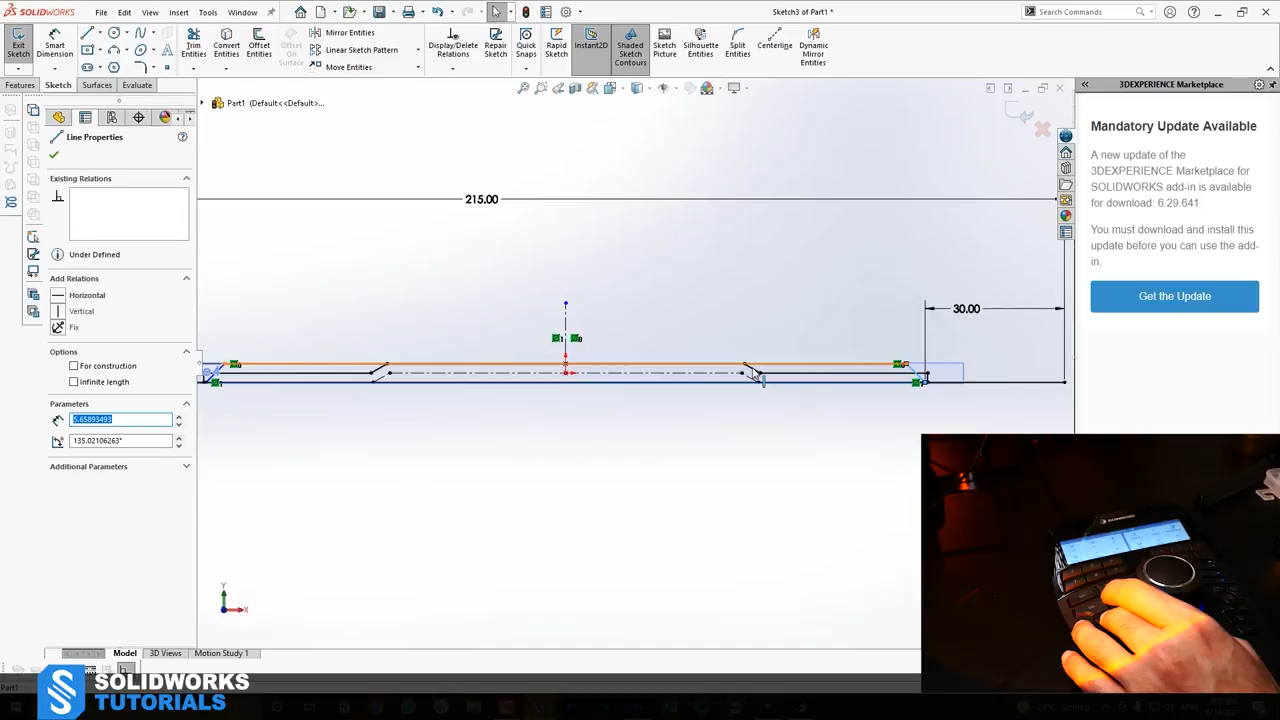 SOLIDWORKS
File
Edit
View
Insert
Tools
Window
Sketch3 of Part1 *
Search Commands
Exit Sketch
Smart Dimension
Trim Entities
Convert Entities
Offset Entities
Offset On Surface
Mirror Entities
Linear Sketch Pattern
Move Entities
Display/Delete Relations
Repair Sketch
Quick Snaps
Rapid Sketch
Instant2D
Shaded Sketch Contours
Sketch Picture
Silhouette Entities
Split Entities
Centerline
Dynamic Mirror Entities
Features
Sketch
Surfaces
Evaluate
Part1 (Default<<Default>...
3DEXPERIENCE Marketplace
Line Properties
Existing Relations
Under Defined
Add Relations
Horizontal
Vertical
Fix
Options
For construction
Infinite length
Parameters
5.65893493
135.02106263°
Additional Parameters
215.00
30.00
Mandatory Update Available
A new update of the
3DEXPERIENCE Marketplace for
SOLIDWORKS add-in is available
for download: 6.29.641
You must download and install this
update before you can use the add-
in.
Get the Update
Y
X
Model
3D Views
Motion Study 1
Part1
SOLIDWORKS
TUTORIALS